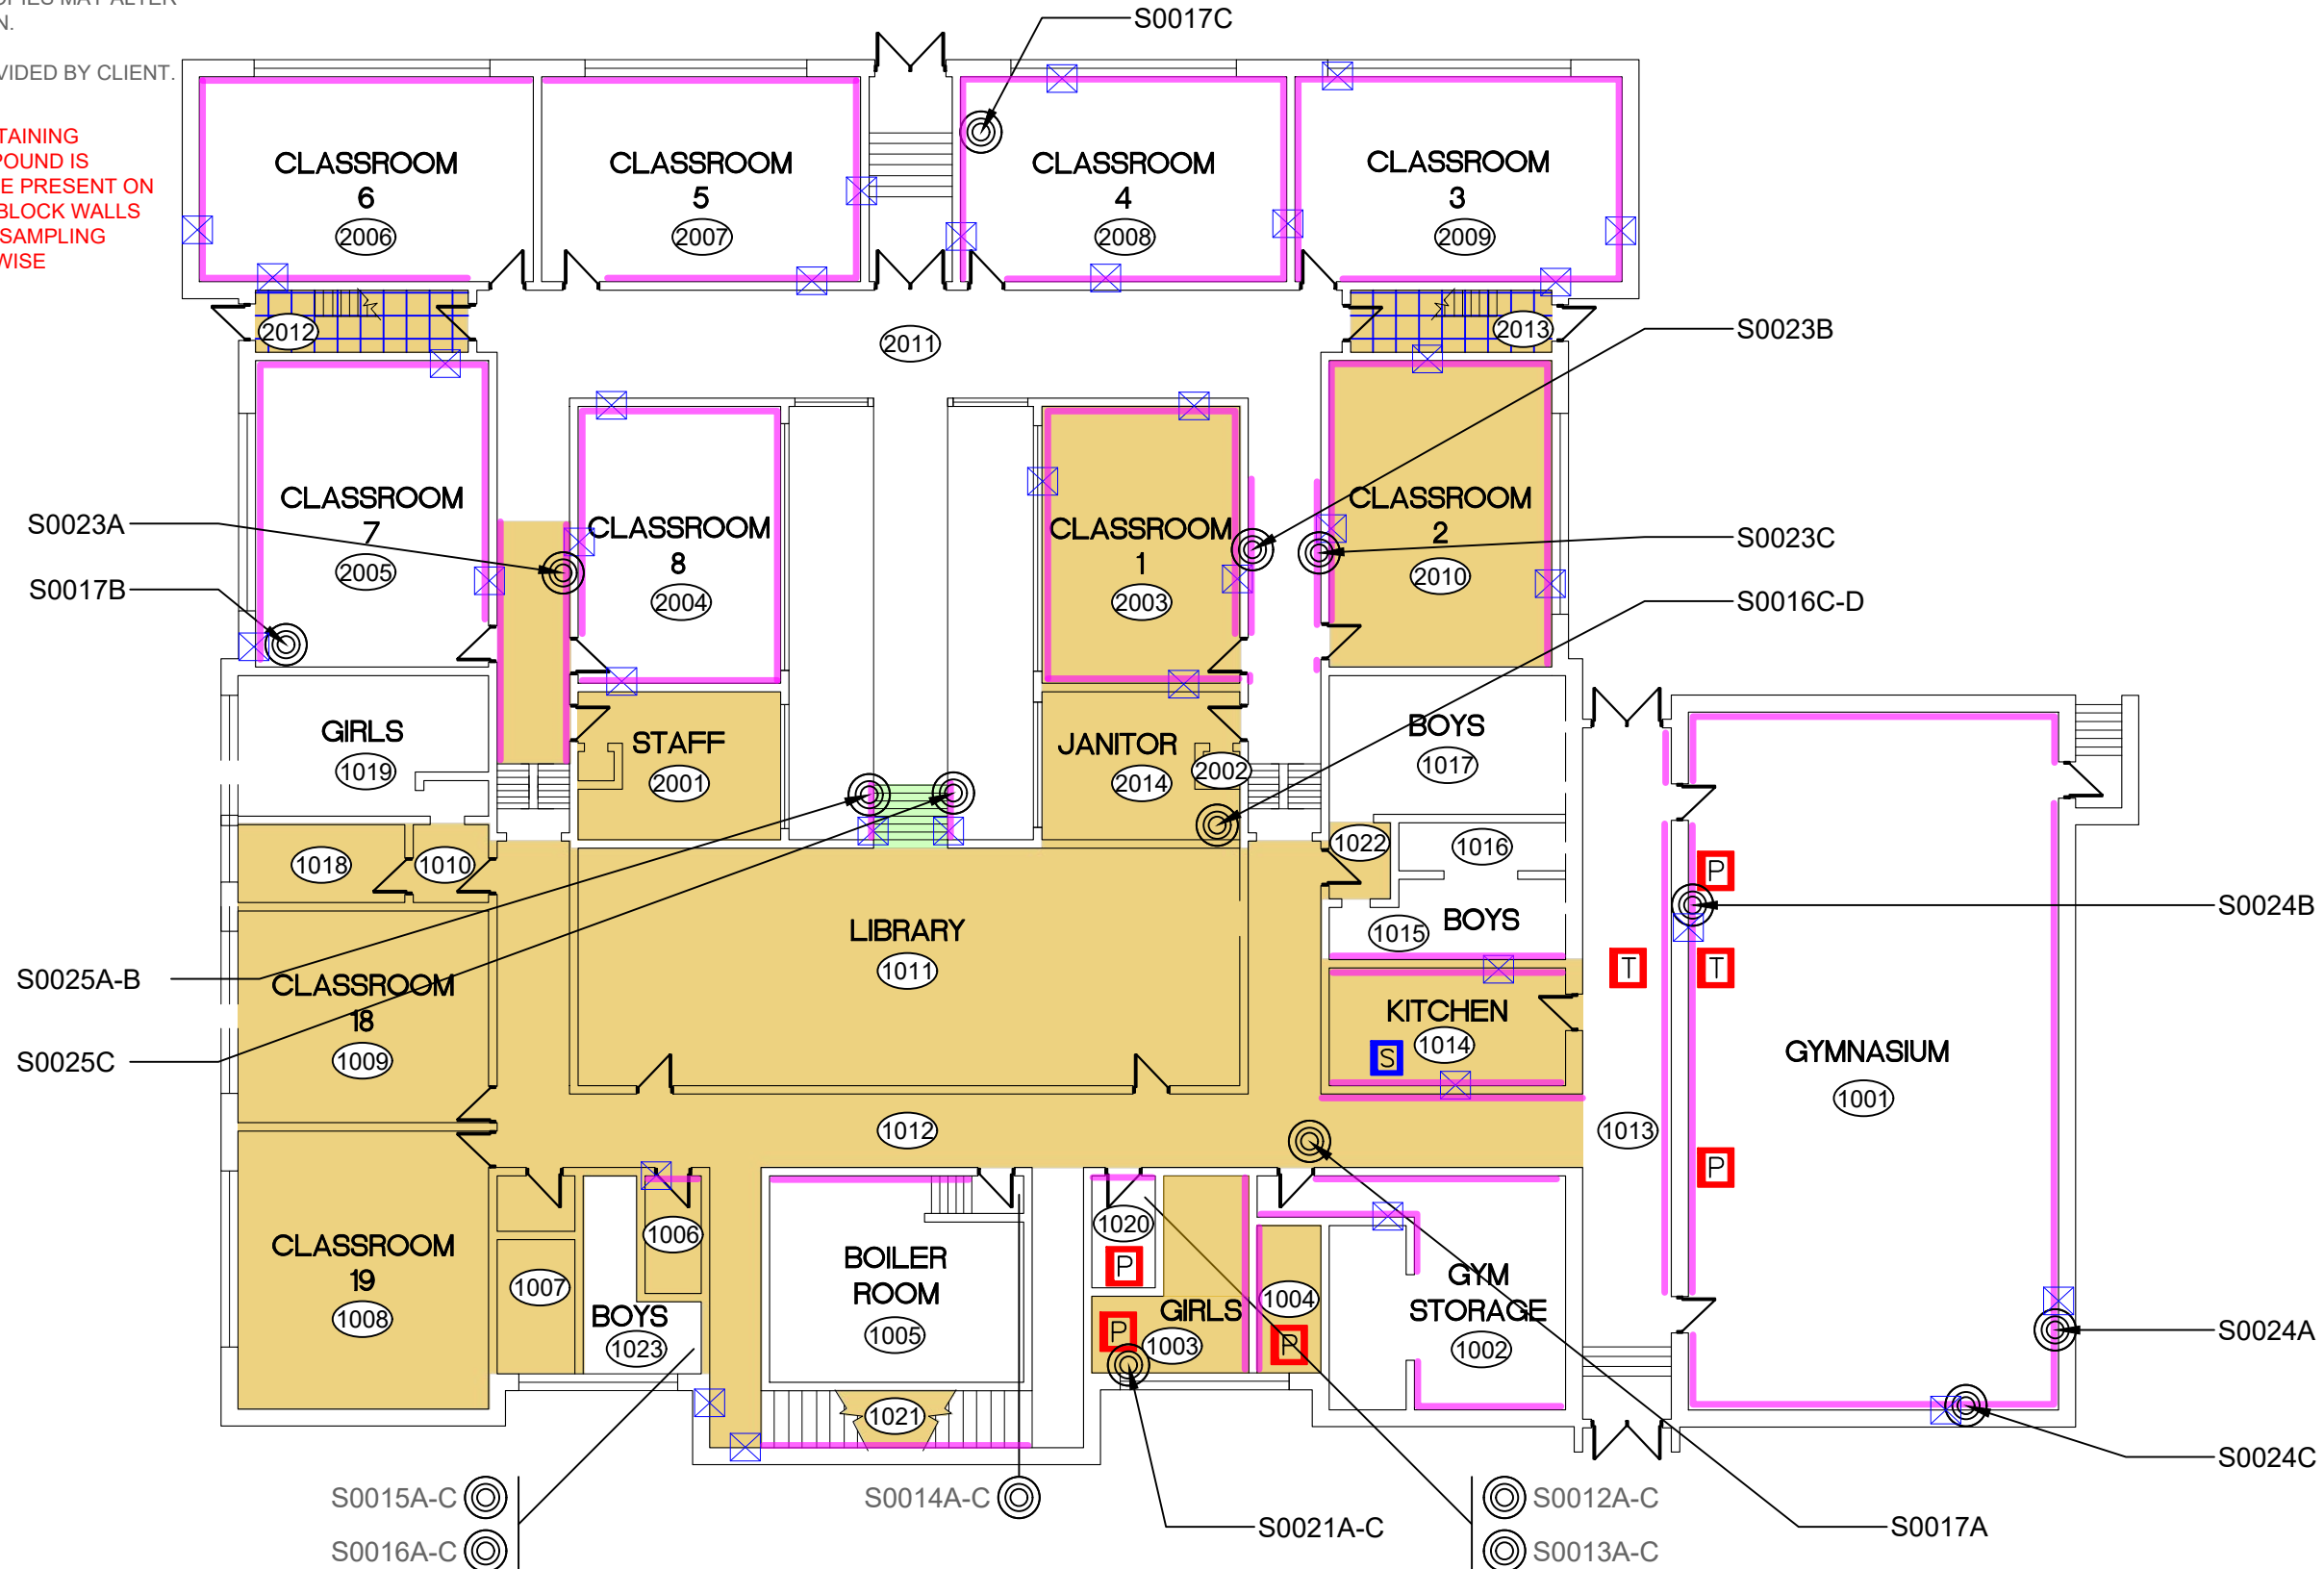 OPIES MAY ALTER
N.
VIDED BY CLIENT.
TAINING
POUND IS
E PRESENT ON
BLOCK WALLS
SAMPLING
WISE
S0017C
CLASSROOM
6
2006
CLASSROOM
5
2007
CLASSROOM
4
2008
CLASSROOM
3
2009
2012
2011
2013
S0023B
CLASSROOM
7
2005
CLASSROOM
8
2004
CLASSROOM
1
2003
CLASSROOM
2
2010
S0023A
S0023C
S0017B
S0016C-D
GIRLS
1019
STAFF
2001
JANITOR
2014
2002
BOYS
1017
1018
1010
1022
1016
P
S0024B
LIBRARY
1011
BOYS
1015
S0025A-B
T
T
CLASSROOM
18
1009
KITCHEN
1014
S
S0025C
GYMNASIUM
1001
1012
1013
P
CLASSROOM
19
1008
1007
1006
BOYS
1023
BOILER
ROOM
1005
1020
P
P
GIRLS
1003
1004
P
GYM
STORAGE
1002
S0024A
1021
S0024C
S0015A-C
S0014A-C
S0012A-C
S0021A-C
S0017A
S0016A-C
S0013A-C